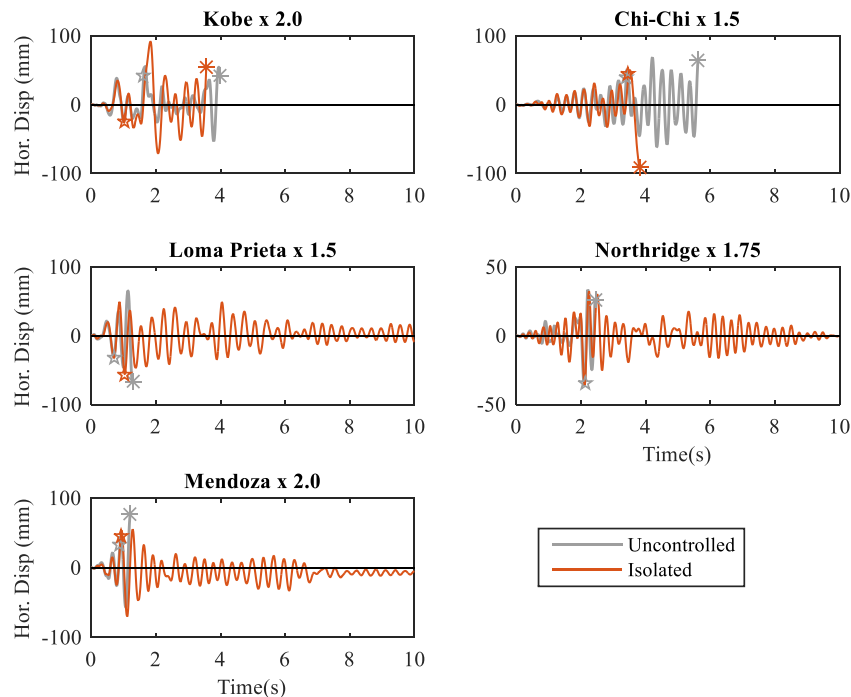 Kobe x 2.0
Hor. Disp (mm)
100
0
-100
0 2 4 6 8 10
Chi-Chi x 1.5
100
0
-100
0 2 4 6 8 10
Loma Prieta x 1.5
Hor. Disp (mm)
100
0
-100
0 2 4 6 8 10
Northridge x 1.75
50
0
-50
0 2 4 6 8 10
Time(s)
Mendoza x 2.0
Hor. Disp (mm)
100
0
-100
0 2 4 6 8 10
Time(s)
Uncontrolled
Isolated